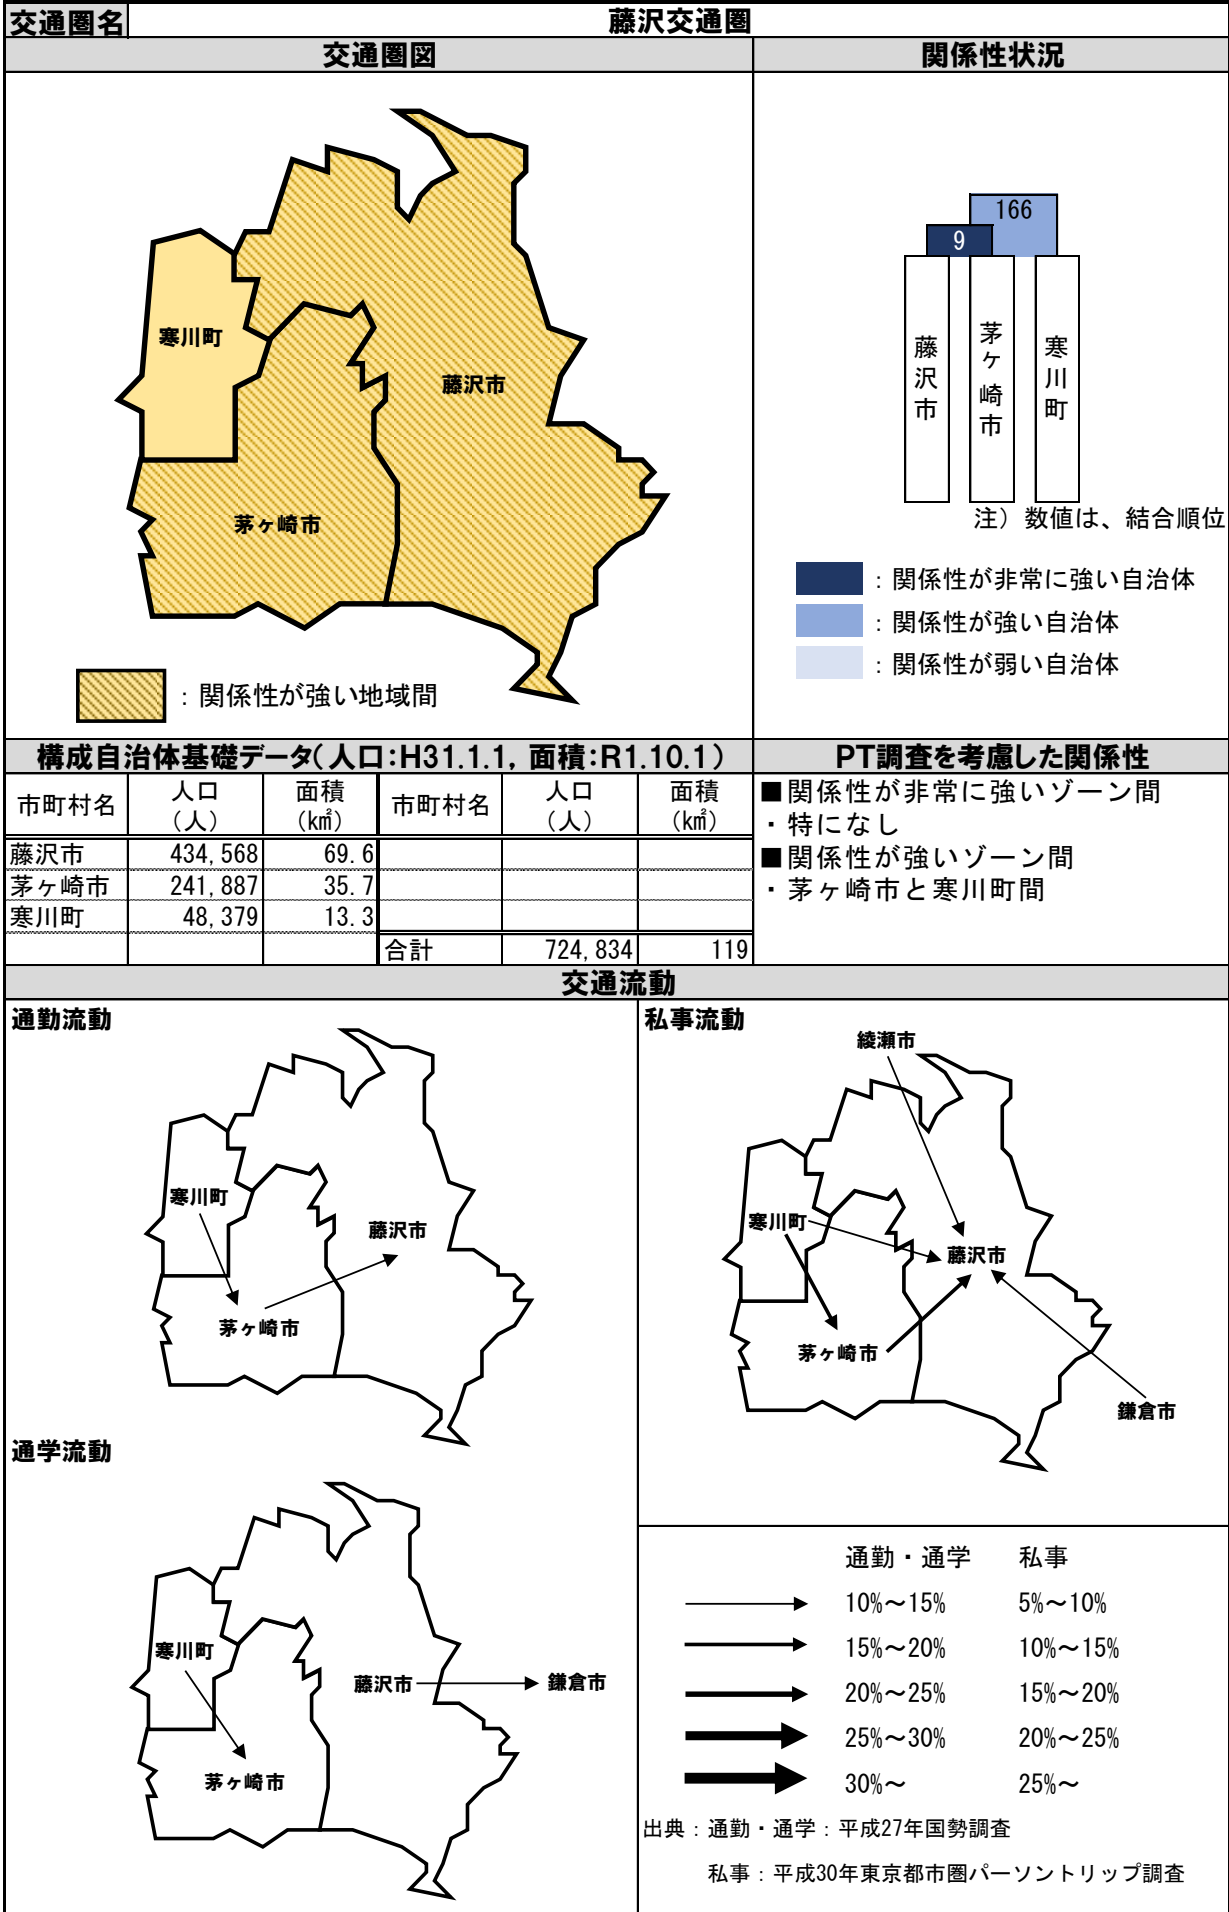 交通圏名
藤沢交通圏
交通圏図
関係性状況
寒川町
藤沢市
茅ヶ崎市
：関係性が強い地域間
166
9
藤沢市
茅ヶ崎市
寒川町
注）数値は、結合順位
：関係性が非常に強い自治体
：関係性が強い自治体
：関係性が弱い自治体
構成自治体基礎データ（人口：H31.1.1，面積：R1.10.1）
市町村名 人口（人） 面積（㎢） 市町村名 人口（人） 面積（㎢）
藤沢市 434,568 69.6
茅ヶ崎市 241,887 35.7
寒川町 48,379 13.3
合計 724,834 119
PT調査を考慮した関係性
■関係性が非常に強いゾーン間
・特になし
■関係性が強いゾーン間
・茅ヶ崎市と寒川町間
交通流動
通勤流動
寒川町
藤沢市
茅ヶ崎市
通学流動
寒川町
藤沢市
鎌倉市
茅ヶ崎市
私事流動
綾瀬市
寒川町
藤沢市
茅ヶ崎市
鎌倉市
通勤・通学 私事
10%～15% 5%～10%
15%～20% 10%～15%
20%～25% 15%～20%
25%～30% 20%～25%
30%～ 25%～
出典：通勤・通学：平成27年国勢調査
私事：平成30年東京都市圏パーソントリップ調査